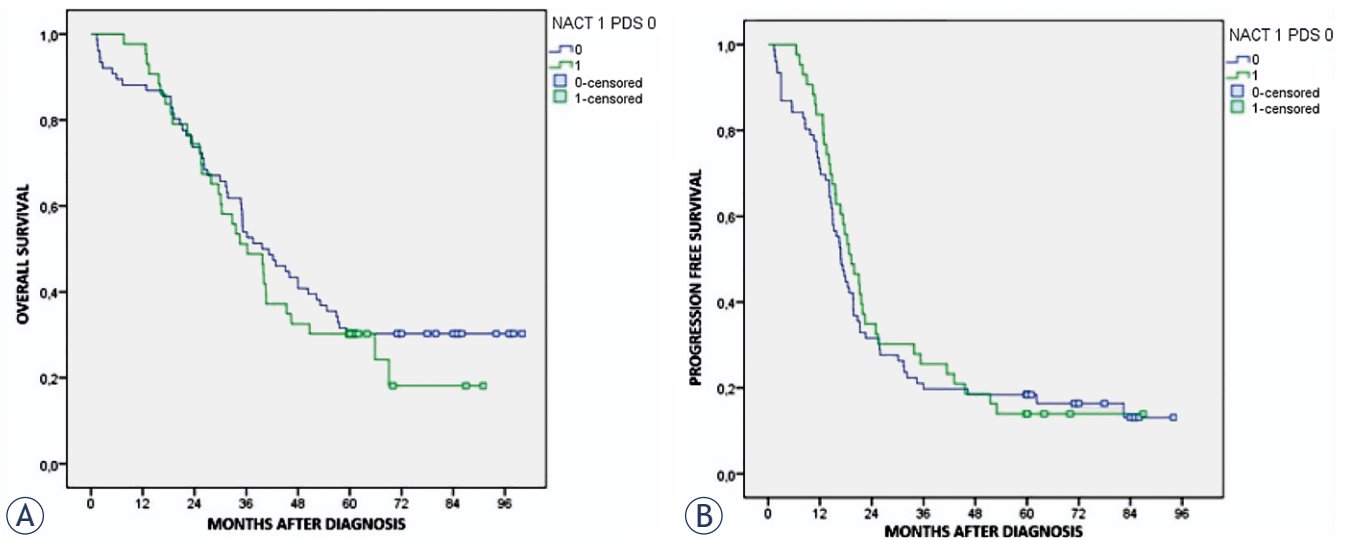 NACT 1 PDS 0
0
1
0-censored
1-censored
OVERALL SURVIVAL
1,0
0,8
0,6
0,4
0,2
0,0
0 12 24 36 48 60 72 84 96
MONTHS AFTER DIAGNOSIS
A
NACT 1 PDS 0
0
1
0-censored
1-censored
PROGRESSION FREE SURVIVAL
1,0
0,8
0,6
0,4
0,2
0,0
0 12 24 36 48 60 72 84 96
MONTHS AFTER DIAGNOSIS
B